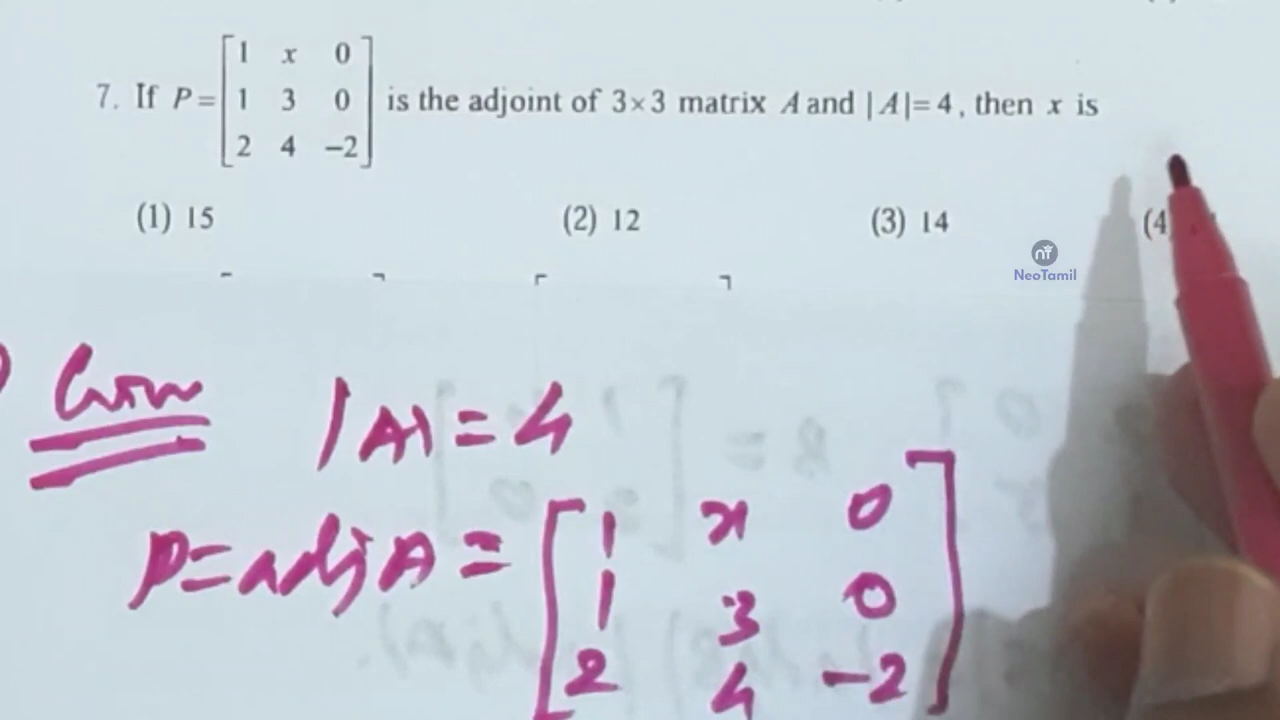 7. If P = [1 x 0
1 3 0
2 4 -2] is the adjoint of 3×3 matrix A and |A|= 4, then x is
(1) 15 (2) 12 (3) 14 (4
NeoTamil
|A| = 4
P = adj A = [1 x 0
1 3 0
2 4 -2]